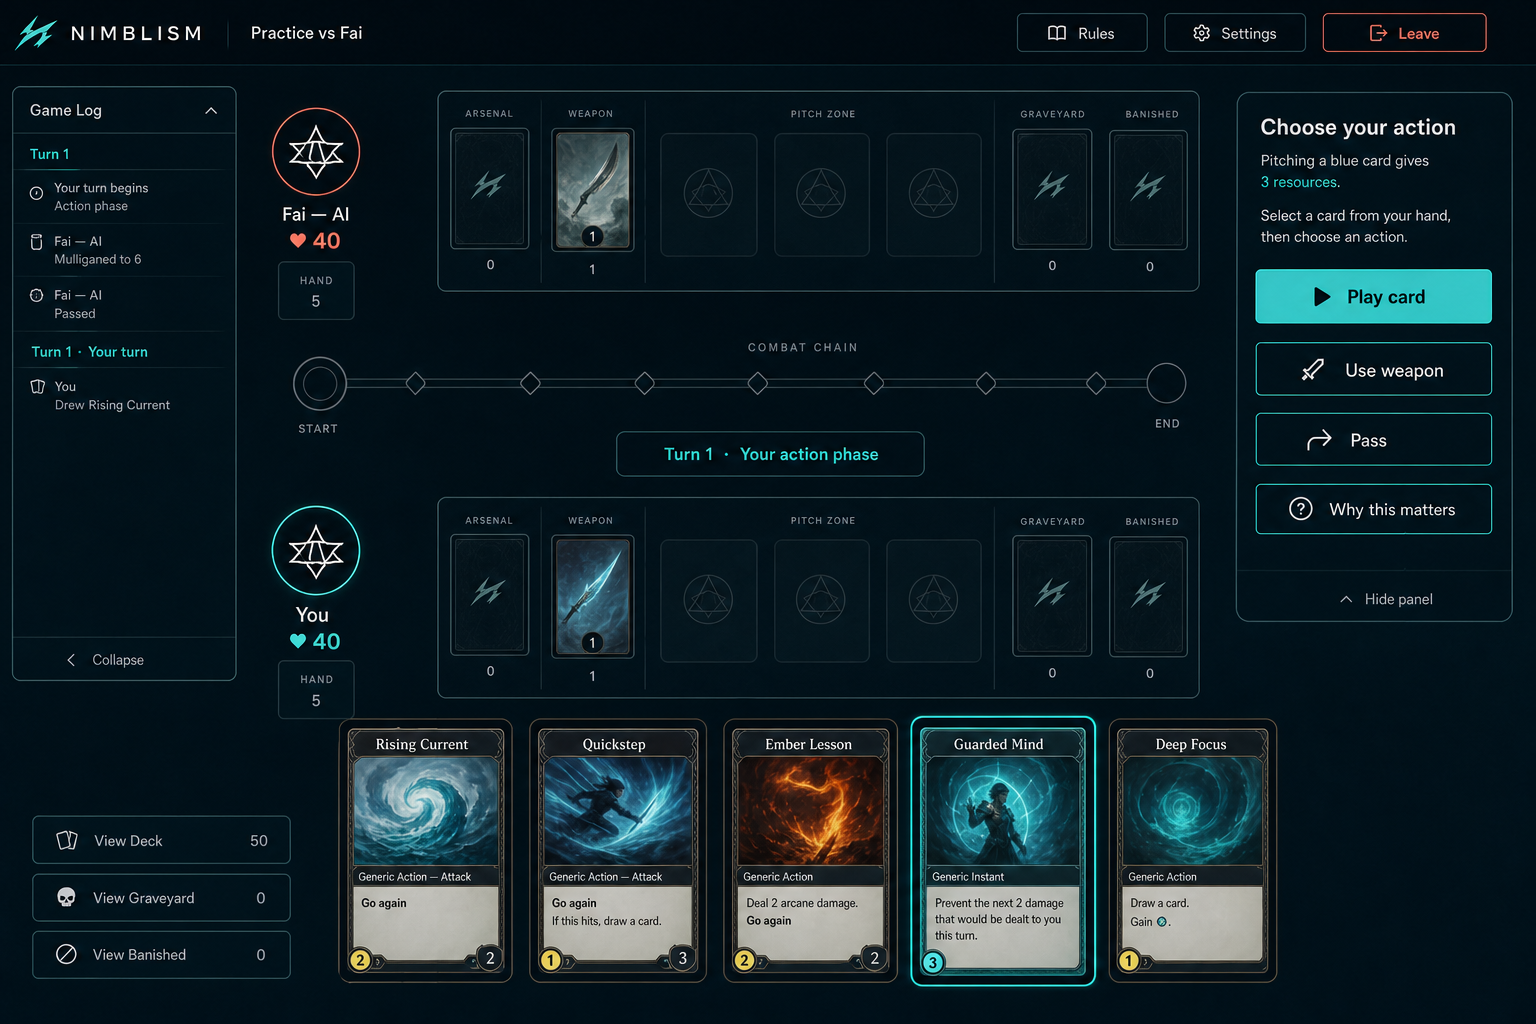 NIMBLISM
Practice vs Fai
Rules
Settings
Leave
Game Log
Turn 1
Your turn begins
Action phase
Fai — AI
Mulliganed to 6
Fai — AI
Passed
Turn 1 · Your turn
You
Drew Rising Current
Collapse
Fai — AI
40
HAND
5
ARSENAL
0
WEAPON
1
1
PITCH ZONE
GRAVEYARD
0
BANISHED
0
COMBAT CHAIN
START
END
Turn 1 · Your action phase
You
40
HAND
5
ARSENAL
0
WEAPON
1
1
PITCH ZONE
GRAVEYARD
0
BANISHED
0
Choose your action
Pitching a blue card gives
3 resources.
Select a card from your hand,
then choose an action.
Play card
Use weapon
Pass
Why this matters
Hide panel
View Deck 50
View Graveyard 0
View Banished 0
Rising Current
Generic Action — Attack
Go again
2
2
Quickstep
Generic Action — Attack
Go again
If this hits, draw a card.
1
3
Ember Lesson
Generic Action
Deal 2 arcane damage.
Go again
2
2
Guarded Mind
Generic Instant
Prevent the next 2 damage
that would be dealt to you
this turn.
3
Deep Focus
Generic Action
Draw a card.
Gain .
1